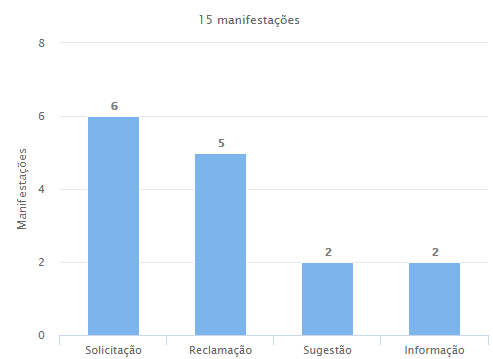 15 manifestações
8
6
4
2
0
Manifestações
6
5
2
2
Solicitação
Reclamação
Sugestão
Informação